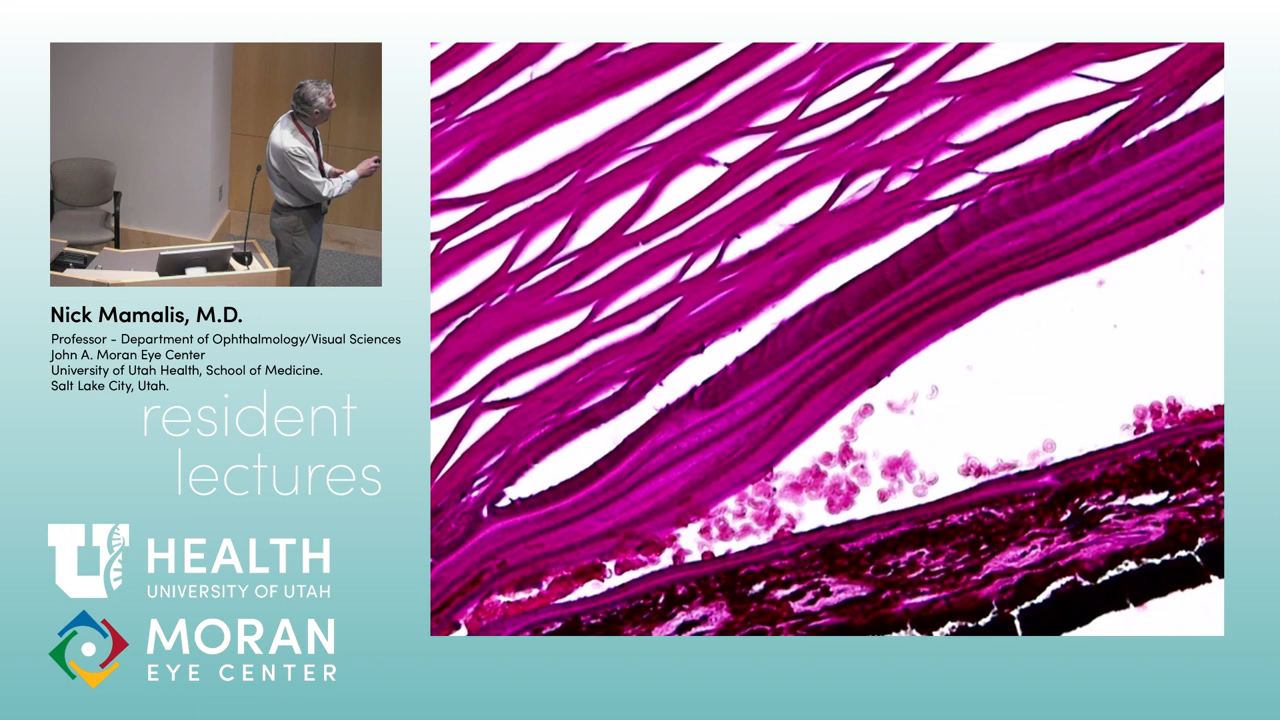 Nick Mamalis, M.D.
Professor - Department of Ophthalmology/Visual Sciences
John A. Moran Eye Center
University of Utah Health, School of Medicine.
Salt Lake City, Utah.
resident
lectures
U HEALTH
UNIVERSITY OF UTAH
MORAN
EYE CENTER